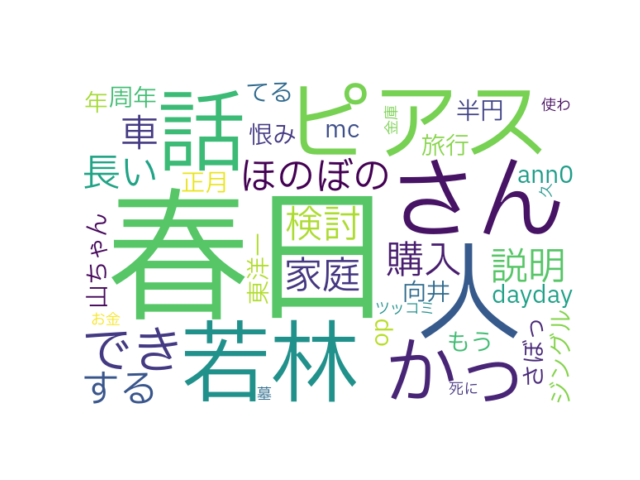 年
周年
てる
話
ピアス
車
恨み
mc
金庫
半円
使わ
旅行
長い
正月
ほのぼの
さん
ann0
久
春日
検討
人
山ちゃん
東洋一
家庭
購入
説明
向井
dayday
お金
でき
若林
op
ツッコミ
もう
さぼっ
ジングル
する
墓
かっ
死に